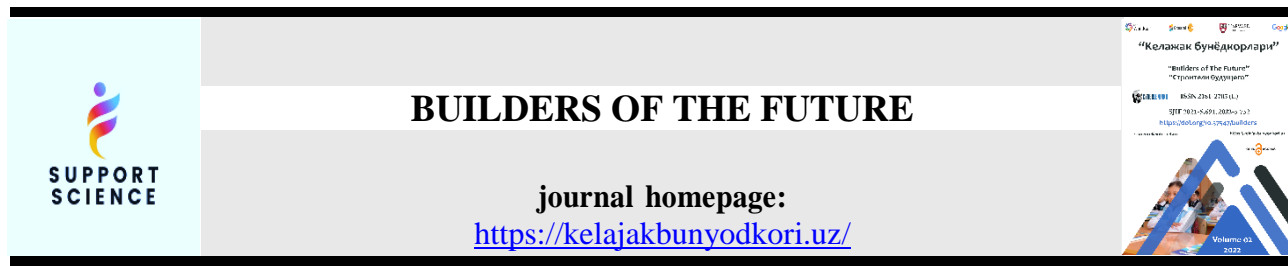 SUPPORT
SCIENCE
BUILDERS OF THE FUTURE
journal homepage:
https://kelajakbunyodkori.uz/
“Келажак бунёдкорлари”
“Builders of The Future”
“Строители будущего”
Volume 02
2022